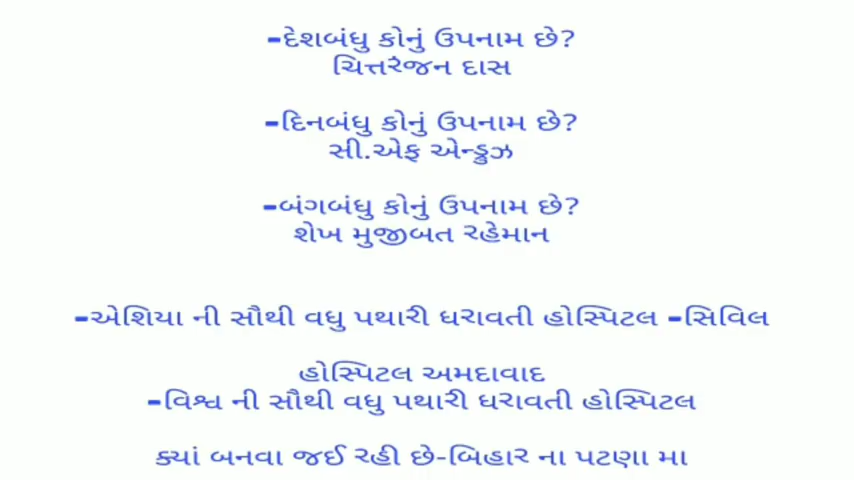 -દેશબંધુ કોનું ઉપનામ છે?
ચિત્તરંજન દાસ
-દિનબંધુ કોનું ઉપનામ છે?
સી.એફ એન્ડ્રુઝ
-બંગબંધુ કોનું ઉપનામ છે?
શેખ મુજીબત રહેમાન
-એશિયા ની સૌથી વધુ પથારી ધરાવતી હોસ્પિટલ -સિવિલ
હોસ્પિટલ અમદાવાદ
-વિશ્વ ની સૌથી વધુ પથારી ધરાવતી હોસ્પિટલ
ક્યાં બનવા જઈ રહી છે-બિહાર ના પટણા મા